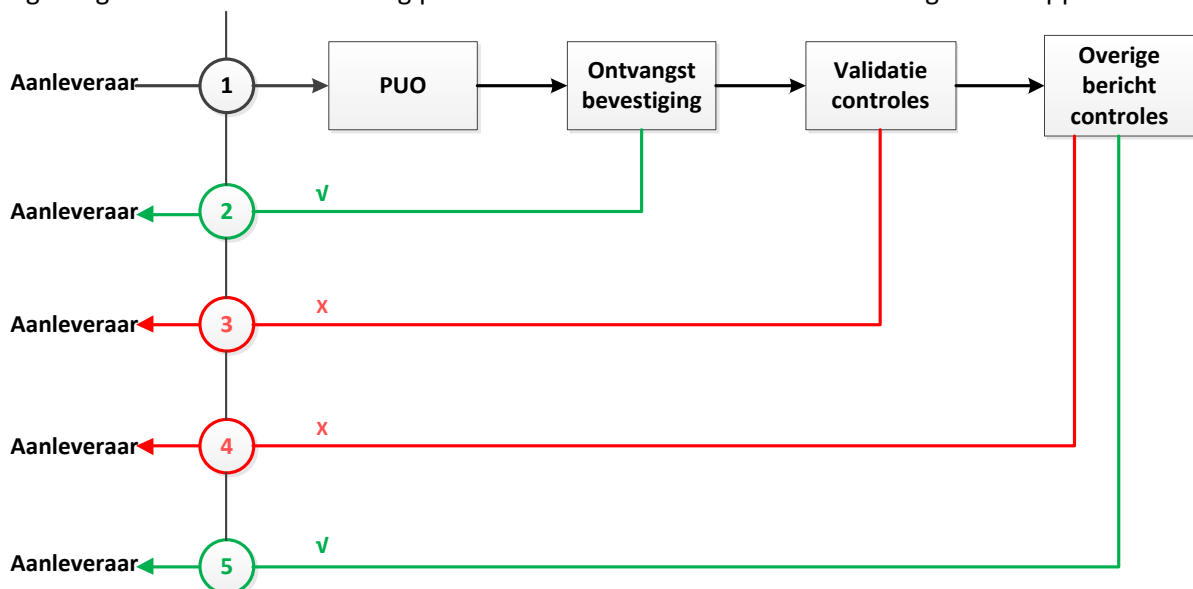 Aanleveraar
1
PUO
Ontvangst
bevestiging
Validatie
controles
Overige
bericht
controles
Aanleveraar
2
√
Aanleveraar
3
X
Aanleveraar
4
X
Aanleveraar
5
√